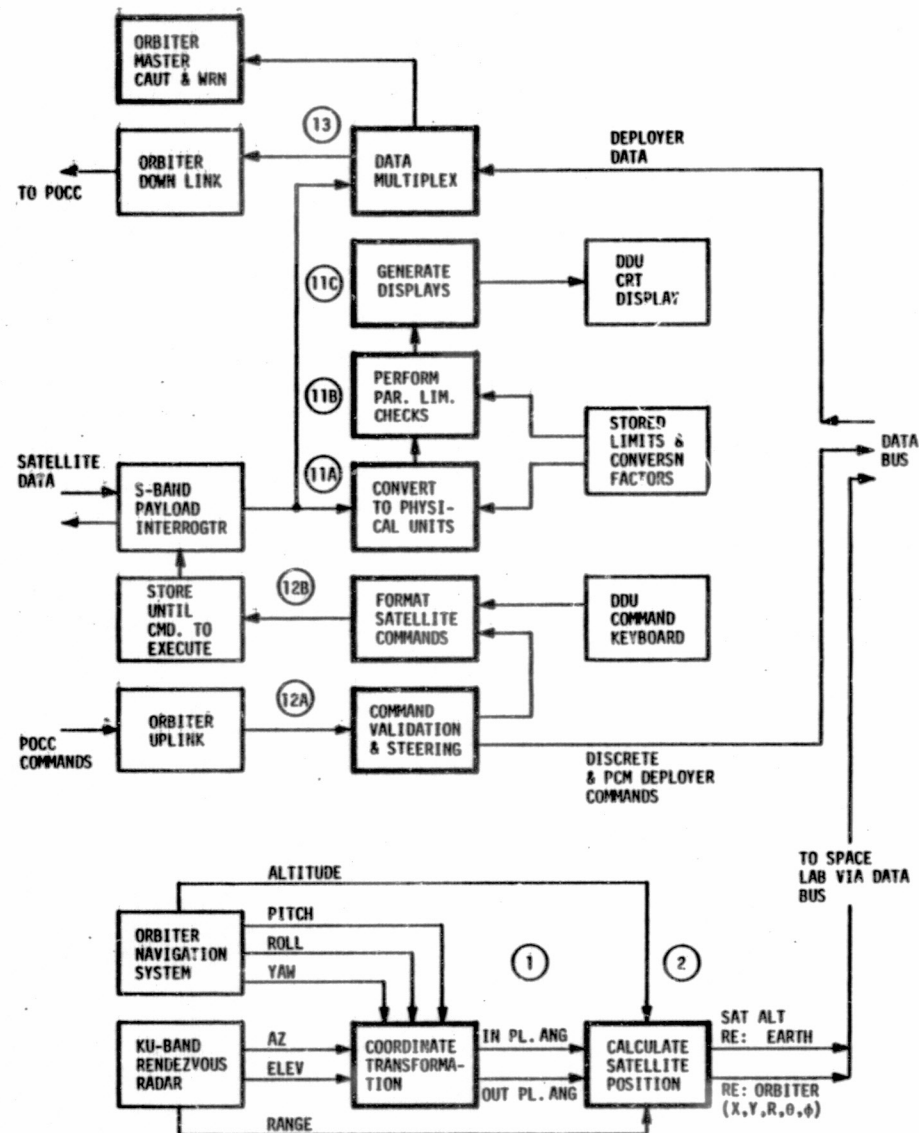 ORBITER
MASTER
CAUT & WRN
13
ORBITER
DOWN LINK
TO POCC
DATA
MULTIPLEX
DEPLOYER
DATA
11C
GENERATE
DISPLAYS
DDU
CRT
DISPLAY
11B
PERFORM
PAR. LIM.
CHECKS
STORED
LIMITS &
CONVERSN
FACTORS
DATA
BUS
SATELLITE
DATA
S-BAND
PAYLOAD
INTERROGTR
11A
CONVERT
TO PHYSI-
CAL UNITS
STORE
UNTIL
CMD. TO
EXECUTE
12B
FORMAT
SATELLITE
COMMANDS
DDU
COMMAND
KEYBOARD
POCC
COMMANDS
ORBITER
UPLINK
12A
COMMAND
VALIDATION
& STEERING
DISCRETE
& PCM DEPLOYER
COMMANDS
TO SPACE
LAB VIA DATA
BUS
ALTITUDE
ORBITER
NAVIGATION
SYSTEM
PITCH
ROLL
YAW
1
2
KU-BAND
RENDEZVOUS
RADAR
AZ
ELEV
RANGE
COORDINATE
TRANSFORMA-
TION
IN PL. ANG
OUT PL. ANG
CALCULATE
SATELLITE
POSITION
SAT ALT
RE: EARTH
RE: ORBITER
(X,Y,R,θ,ϕ)